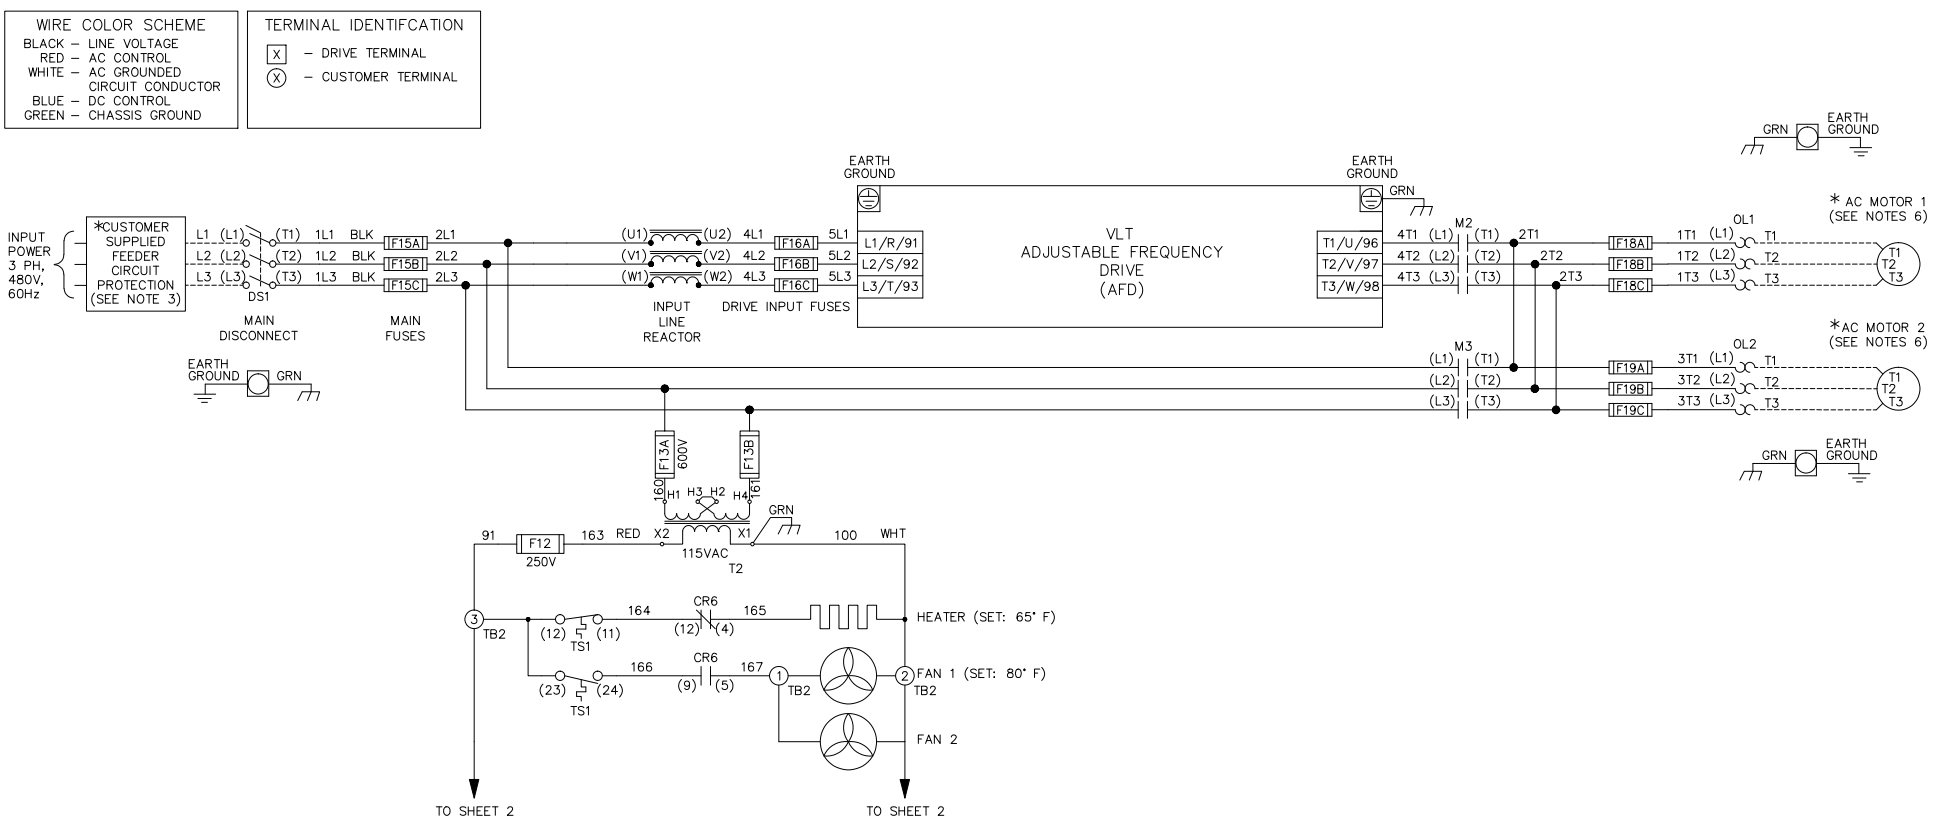 WIRE COLOR SCHEME
BLACK – LINE VOLTAGE
RED – AC CONTROL
WHITE – AC GROUNDED
CIRCUIT CONDUCTOR
BLUE – DC CONTROL
GREEN – CHASSIS GROUND
TERMINAL IDENTIFCATION
X – DRIVE TERMINAL
X – CUSTOMER TERMINAL
INPUT
POWER
3 PH,
480V,
60Hz
*CUSTOMER
SUPPLIED
FEEDER
CIRCUIT
PROTECTION
(SEE NOTE 3)
L1 (L1) (T1) 1L1 BLK F15A 2L1
L2 (L2) (T2) 1L2 BLK F15B 2L2
L3 (L3) (T3) 1L3 BLK F15C 2L3
DS1
MAIN
DISCONNECT
MAIN
FUSES
EARTH
GROUND
GRN
(U1) (U2) 4L1 F16A 5L1
(V1) (V2) 4L2 F16B 5L2
(W1) (W2) 4L3 F16C 5L3
INPUT
LINE
REACTOR
DRIVE INPUT FUSES
EARTH
GROUND
L1/R/91
L2/S/92
L3/T/93
VLT
ADJUSTABLE FREQUENCY
DRIVE
(AFD)
EARTH
GROUND
GRN
T1/U/96
T2/V/97
T3/W/98
M2
4T1 (L1) (T1) 2T1 F18A 1T1 (L1) T1
4T2 (L2) (T2) 2T2 F18B 1T2 (L2) T2
4T3 (L3) (T3) 2T3 F18C 1T3 (L3) T3
OL1
GRN
EARTH
GROUND
* AC MOTOR 1
(SEE NOTES 6)
T1
T2
T3
M3
(L1) (T1) F19A 3T1 (L1) T1
(L2) (T2) F19B 3T2 (L2) T2
(L3) (T3) F19C 3T3 (L3) T3
OL2
*AC MOTOR 2
(SEE NOTES 6)
T1
T2
T3
GRN
EARTH
GROUND
F13A
600V
F13B
160
161
H1 H3 H2 H4
GRN
91 F12 163 RED X2 X1 100 WHT
250V
115VAC
T2
3
TB2
164 CR6 165
(12) (11) (12) (4)
TS1
HEATER (SET: 65° F)
166 CR6 167
(23) (24) (9) (5)
TS1
1
TB2
2
TB2
FAN 1 (SET: 80° F)
FAN 2
TO SHEET 2
TO SHEET 2